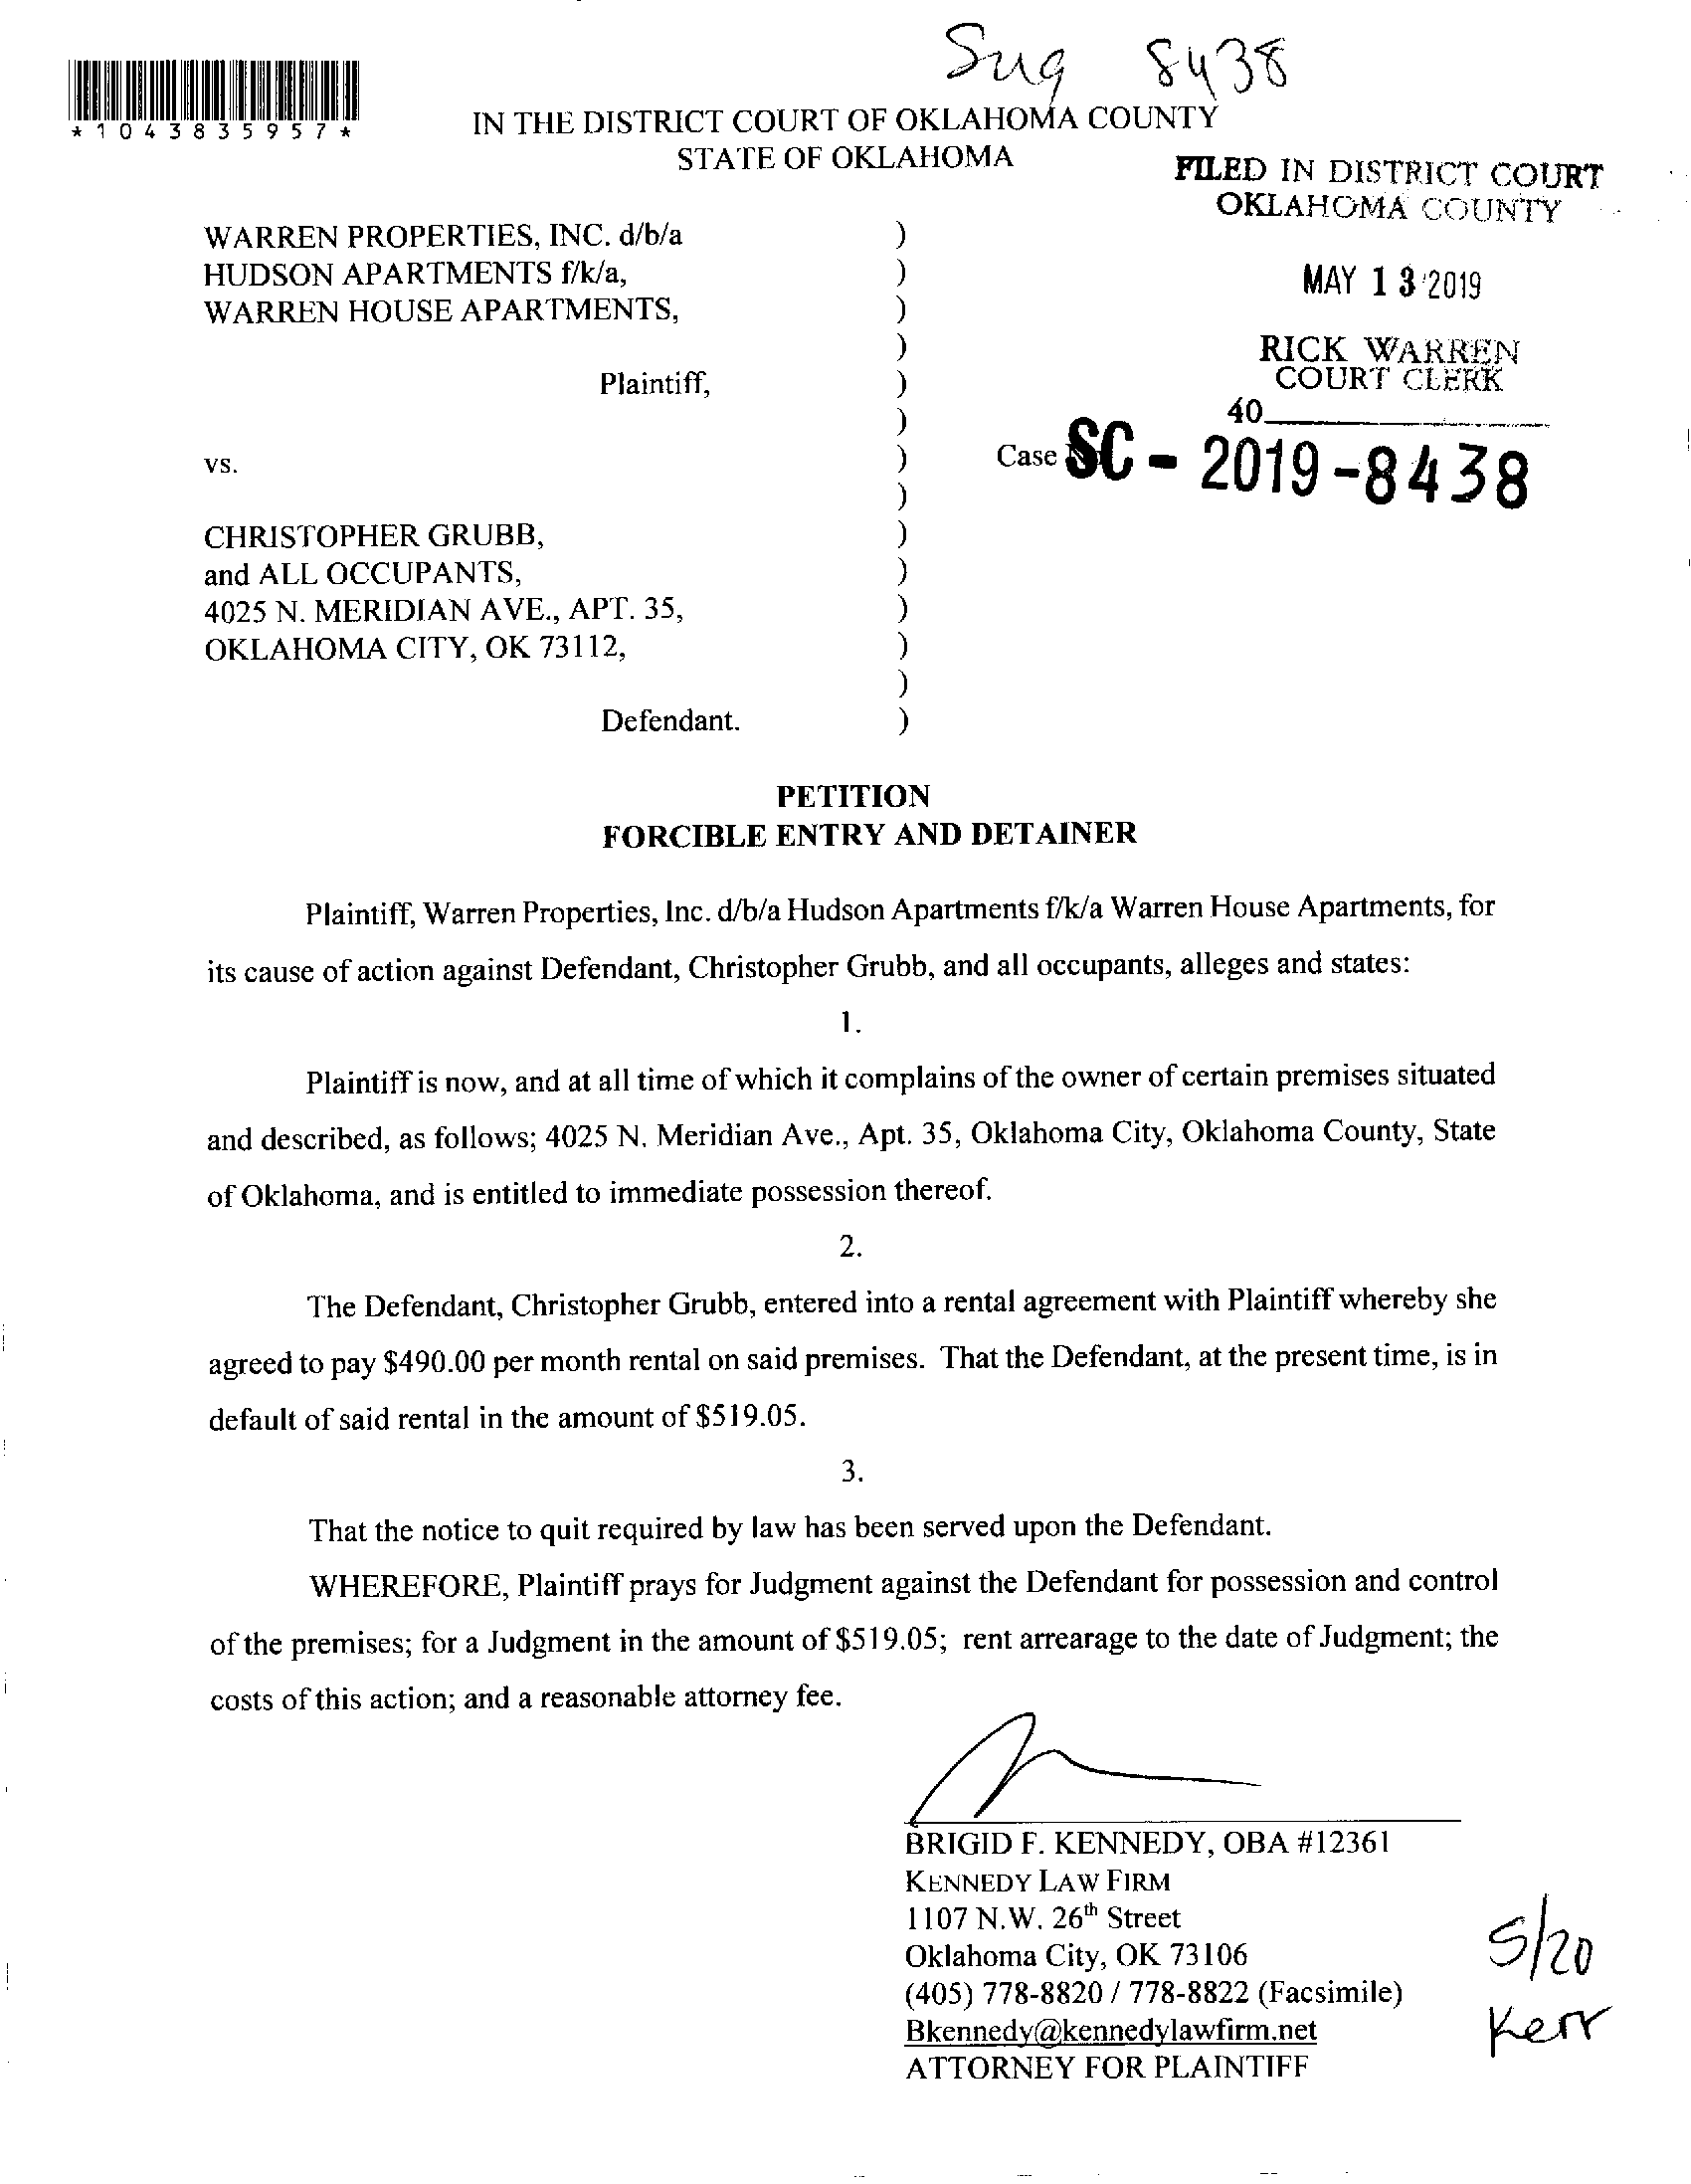 Sug 8438
*1043835957*
IN THE DISTRICT COURT OF OKLAHOMA COUNTY
STATE OF OKLAHOMA
FILED IN DISTRICT COURT
OKLAHOMA COUNTY
MAY 13 2019
RICK WARREN
COURT CLERK
40
Case SC - 2019 - 8438
WARREN PROPERTIES, INC. d/b/a )
HUDSON APARTMENTS f/k/a, )
WARREN HOUSE APARTMENTS, )
)
Plaintiff, )
)
vs. )
)
CHRISTOPHER GRUBB, )
and ALL OCCUPANTS, )
4025 N. MERIDIAN AVE., APT. 35, )
OKLAHOMA CITY, OK 73112, )
)
Defendant. )
PETITION
FORCIBLE ENTRY AND DETAINER
Plaintiff, Warren Properties, Inc. d/b/a Hudson Apartments f/k/a Warren House Apartments, for
its cause of action against Defendant, Christopher Grubb, and all occupants, alleges and states:
1.
Plaintiff is now, and at all time of which it complains of the owner of certain premises situated
and described, as follows; 4025 N. Meridian Ave., Apt. 35, Oklahoma City, Oklahoma County, State
of Oklahoma, and is entitled to immediate possession thereof.
2.
The Defendant, Christopher Grubb, entered into a rental agreement with Plaintiff whereby she
agreed to pay $490.00 per month rental on said premises. That the Defendant, at the present time, is in
default of said rental in the amount of $519.05.
3.
That the notice to quit required by law has been served upon the Defendant.
WHEREFORE, Plaintiff prays for Judgment against the Defendant for possession and control
of the premises; for a Judgment in the amount of $519.05; rent arrearage to the date of Judgment; the
costs of this action; and a reasonable attorney fee.
BRIGID F. KENNEDY, OBA #12361
KENNEDY LAW FIRM
1107 N.W. 26th Street
Oklahoma City, OK 73106
(405) 778-8820 / 778-8822 (Facsimile)
Bkennedy@kennedylawfirm.net
ATTORNEY FOR PLAINTIFF
5/20
Kerr